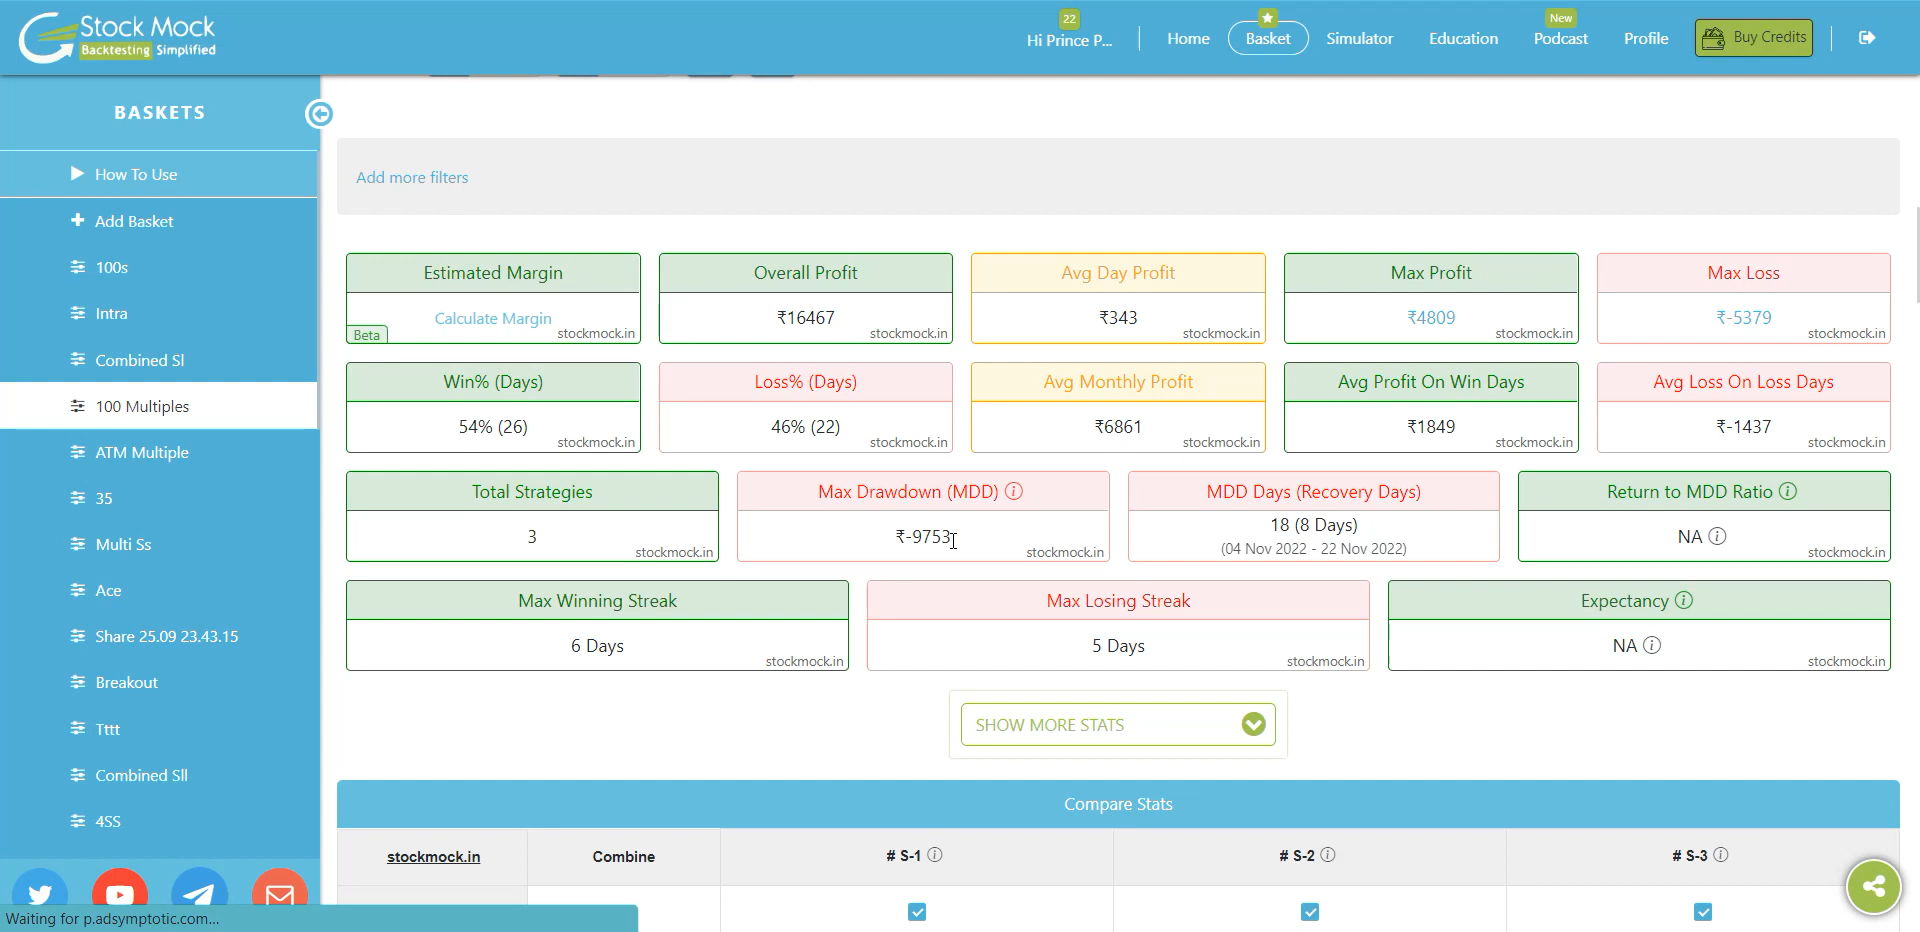 Stock Mock
Backtesting Simplified
22
Hi Prince P...
Home
Basket
Simulator
Education
New
Podcast
Profile
Buy Credits
BASKETS
How To Use
Add Basket
100s
Intra
Combined Sl
100 Multiples
ATM Multiple
35
Multi Ss
Ace
Share 25.09 23.43.15
Breakout
Tttt
Combined Sll
4SS
Waiting for p.adsymptotic.com...
Add more filters
Estimated Margin
Calculate Margin
Beta
stockmock.in
Overall Profit
₹16467
stockmock.in
Avg Day Profit
₹343
stockmock.in
Max Profit
₹4809
stockmock.in
Max Loss
₹-5379
stockmock.in
Win% (Days)
54% (26)
stockmock.in
Loss% (Days)
46% (22)
stockmock.in
Avg Monthly Profit
₹6861
stockmock.in
Avg Profit On Win Days
₹1849
stockmock.in
Avg Loss On Loss Days
₹-1437
stockmock.in
Total Strategies
3
stockmock.in
Max Drawdown (MDD)
₹-9753
stockmock.in
MDD Days (Recovery Days)
18 (8 Days)
(04 Nov 2022 - 22 Nov 2022)
Return to MDD Ratio
NA
stockmock.in
Max Winning Streak
6 Days
stockmock.in
Max Losing Streak
5 Days
stockmock.in
Expectancy
NA
stockmock.in
SHOW MORE STATS
Compare Stats
stockmock.in
Combine
# S-1
# S-2
# S-3